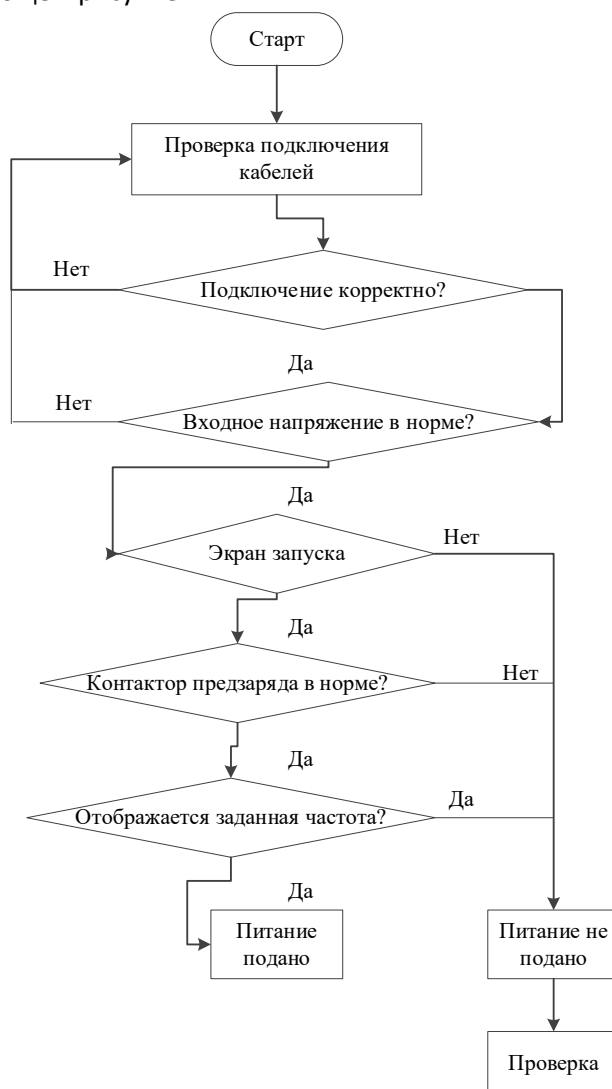 Старт
Проверка подключения
кабелей
Нет
Подключение корректно?
Да
Нет
Входное напряжение в норме?
Да
Нет
Экран запуска
Да
Контактор предзаряда в норме?
Нет
Да
Отображается заданная частота?
Да
Да
Питание
подано
Питание не
подано
Проверка